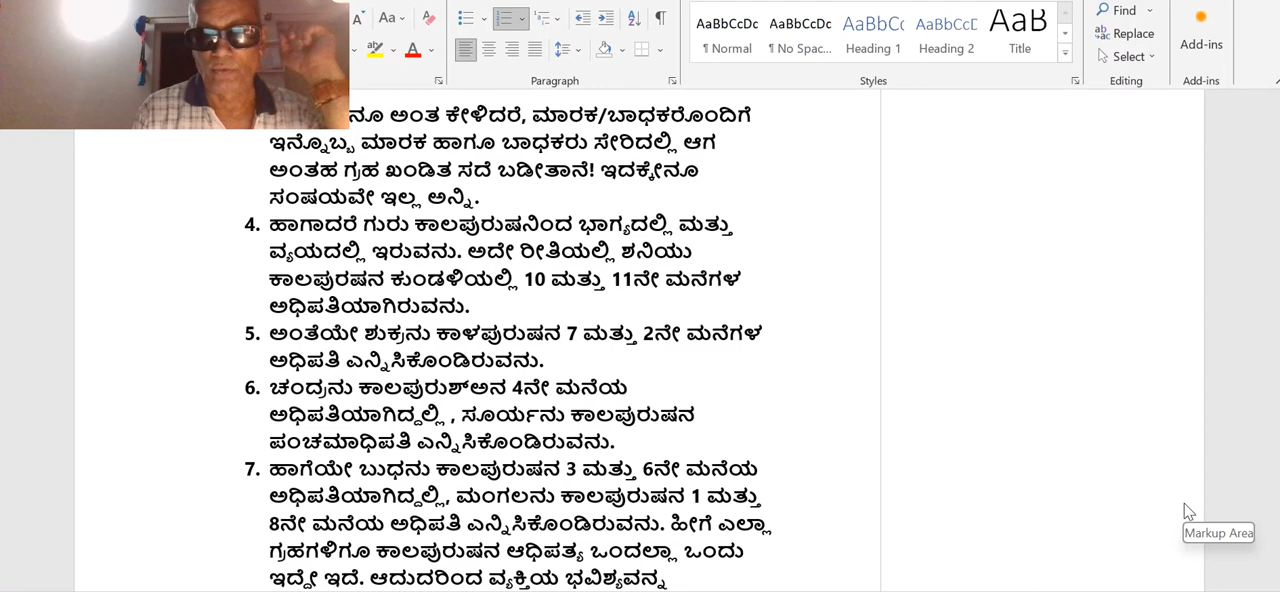 Aa
A
Find
Replace
Select
Editing
Add-ins
Add-ins
AaBbCcDc
AaBbCcDc
AaBbCc
AaBbCcD
AaB
¶ Normal
¶ No Spac...
Heading 1
Heading 2
Title
Paragraph
Styles
ನೂ ಅಂತ ಕೇಳಿದರೆ, ಮಾರಕ/ಬಾಧಕರೊಂದಿಗೆ
ಇನ್ನೊಬ್ಬ ಮಾರಕ ಹಾಗೂ ಬಾಧಕರು ಸೇರಿದಲ್ಲಿ ಆಗ
ಅಂತಹ ಗ್ರಹ ಖಂಡಿತ ಸದೆ ಬಡೀತಾನೆ! ಇದಕ್ಕೇನೂ
ಸಂಷಯವೇ ಇಲ್ಲ ಅನ್ನಿ.
4. ಹಾಗಾದರೆ ಗುರು ಕಾಲಪುರುಷನಿಂದ ಭಾಗ್ಯದಲ್ಲಿ ಮತ್ತು
ವ್ಯಯದಲ್ಲಿ ಇರುವನು. ಅದೇ ರೀತಿಯಲ್ಲಿ ಶನಿಯು
ಕಾಲಪುರಷನ ಕುಂಡಳಿಯಲ್ಲಿ 10 ಮತ್ತು 11ನೇ ಮನೆಗಳ
ಅಧಿಪತಿಯಾಗಿರುವನು.
5. ಅಂತೆಯೇ ಶುಕ್ರನು ಕಾಳಪುರುಷನ 7 ಮತ್ತು 2ನೇ ಮನೆಗಳ
ಅಧಿಪತಿ ಎನ್ನಿಸಿಕೊಂಡಿರುವನು.
6. ಚಂದ್ರನು ಕಾಲಪುರುಶ್ಅನ 4ನೇ ಮನೆಯ
ಅಧಿಪತಿಯಾಗಿದ್ದಲ್ಲಿ , ಸೂರ್ಯನು ಕಾಲಪುರುಷನ
ಪಂಚಮಾಧಿಪತಿ ಎನ್ನಿಸಿಕೊಂಡಿರುವನು.
7. ಹಾಗೆಯೇ ಬುಧನು ಕಾಲಪುರುಷನ 3 ಮತ್ತು 6ನೇ ಮನೆಯ
ಅಧಿಪತಿಯಾಗಿದ್ದಲ್ಲಿ, ಮಂಗಲನು ಕಾಲಪುರುಷನ 1 ಮತ್ತು
8ನೇ ಮನೆಯ ಅಧಿಪತಿ ಎನ್ನಿಸಿಕೊಂಡಿರುವನು. ಹೀಗೆ ಎಲ್ಲಾ
ಗ್ರಹಗಳಿಗೂ ಕಾಲಪುರುಷನ ಆಧಿಪತ್ಯ ಒಂದಲ್ಲಾ ಒಂದು
ಇದ್ದೇ ಇದೆ. ಆದುದರಿಂದ ವ್ಯಕ್ತಿಯ ಭವಿಶ್ಯವನ್ನ
Markup Area